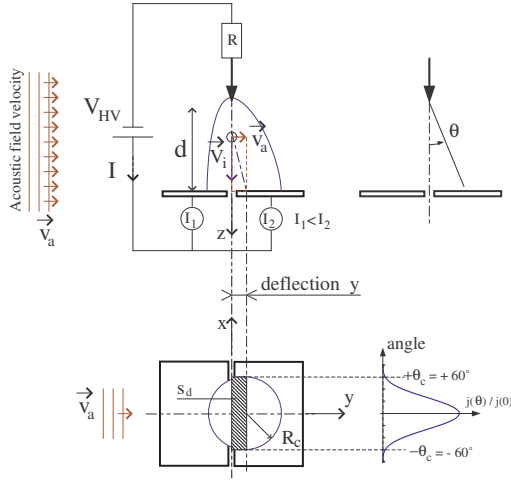 R
Acoustic field velocity
V_HV
I
d
v_i
v_a
θ
v_a
I_1
I_2
I_1<I_2
z
deflection y
x
angle
s_d
+θ_c = + 60°
v_a
y
j(θ) / j(0)
R_c
−θ_c = - 60°